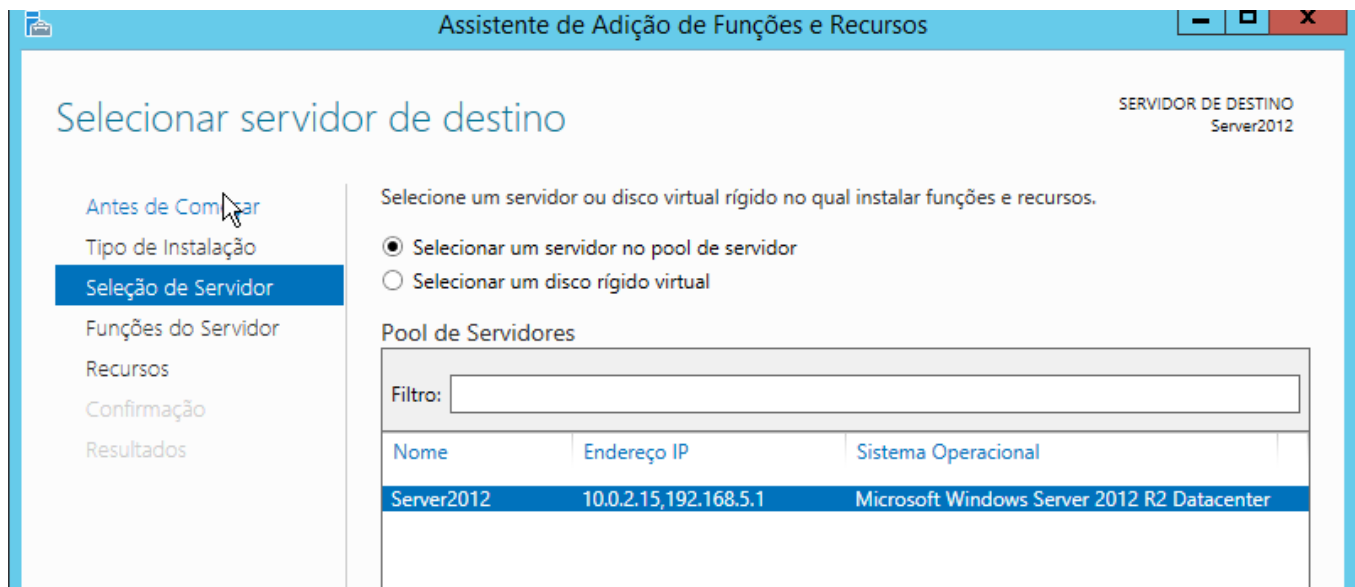 Assistente de Adição de Funções e Recursos
Selecionar servidor de destino
SERVIDOR DE DESTINO
Server2012
Antes de Começar
Tipo de Instalação
Seleção de Servidor
Funções do Servidor
Recursos
Confirmação
Resultados
Selecione um servidor ou disco virtual rígido no qual instalar funções e recursos.
Selecionar um servidor no pool de servidor
Selecionar um disco rígido virtual
Pool de Servidores
Filtro:
Nome Endereço IP Sistema Operacional
Server2012 10.0.2.15,192.168.5.1 Microsoft Windows Server 2012 R2 Datacenter